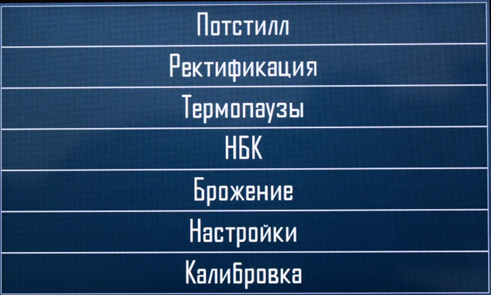 Потстилл
Ректификация
Термопаузы
НБК
Брожение
Настройки
Калибровка